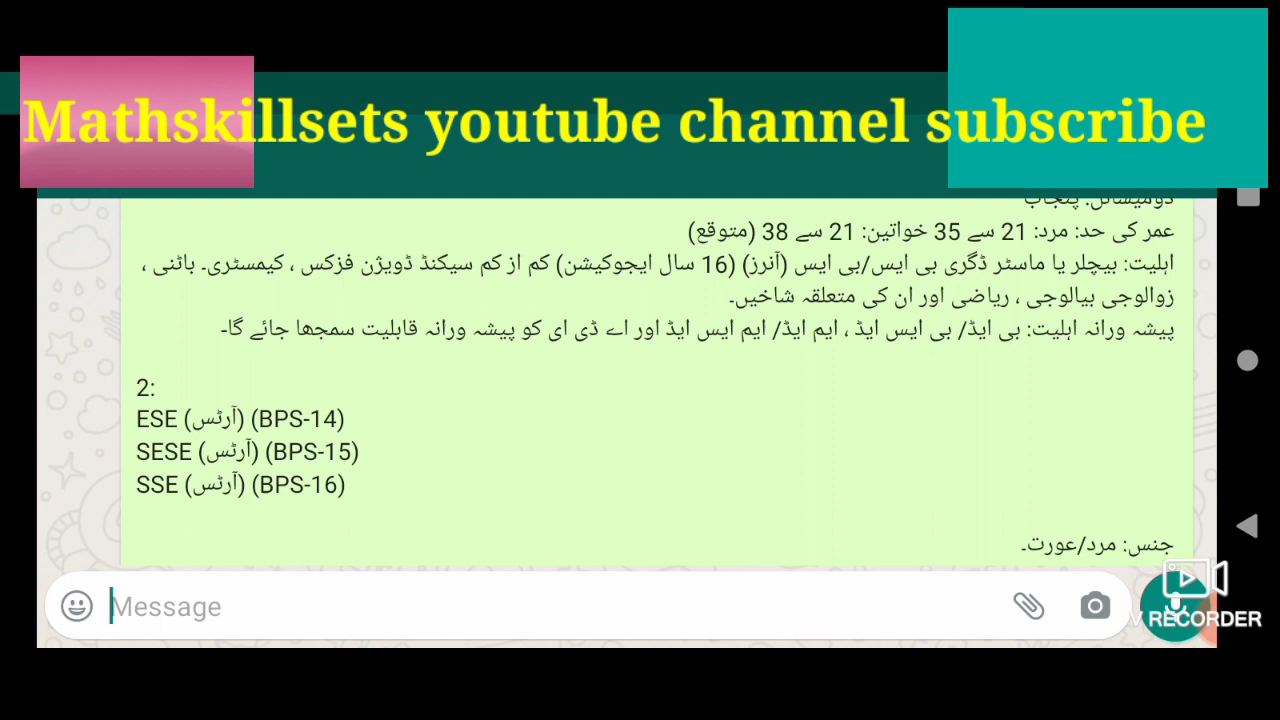 Mathskillsets youtube channel subscribe
ڈومیسائل: پنجاب
عمر کی حد: مرد: 21 سے 35 خواتین: 21 سے 38 (متوقع)
اہلیت: بیچلر یا ماسٹر ڈگری بی ایس/بی ایس (آنرز) (16 سال ایجوکیشن) کم از کم سیکنڈ ڈویژن فزکس ، کیمسٹری۔ باٹنی ،
زوالوجی بیالوجی ، ریاضی اور ان کی متعلقہ شاخیں۔
پیشہ ورانہ اہلیت: بی ایڈ/ بی ایس ایڈ ، ایم ایڈ/ ایم ایس ایڈ اور اے ڈی ای کو پیشہ ورانہ قابلیت سمجھا جائے گا-
2:
ESE (آرٹس) (BPS-14)
SESE (آرٹس) (BPS-15)
SSE (آرٹس) (BPS-16)
جنس: مرد/عورت۔
Message
V RECORDER